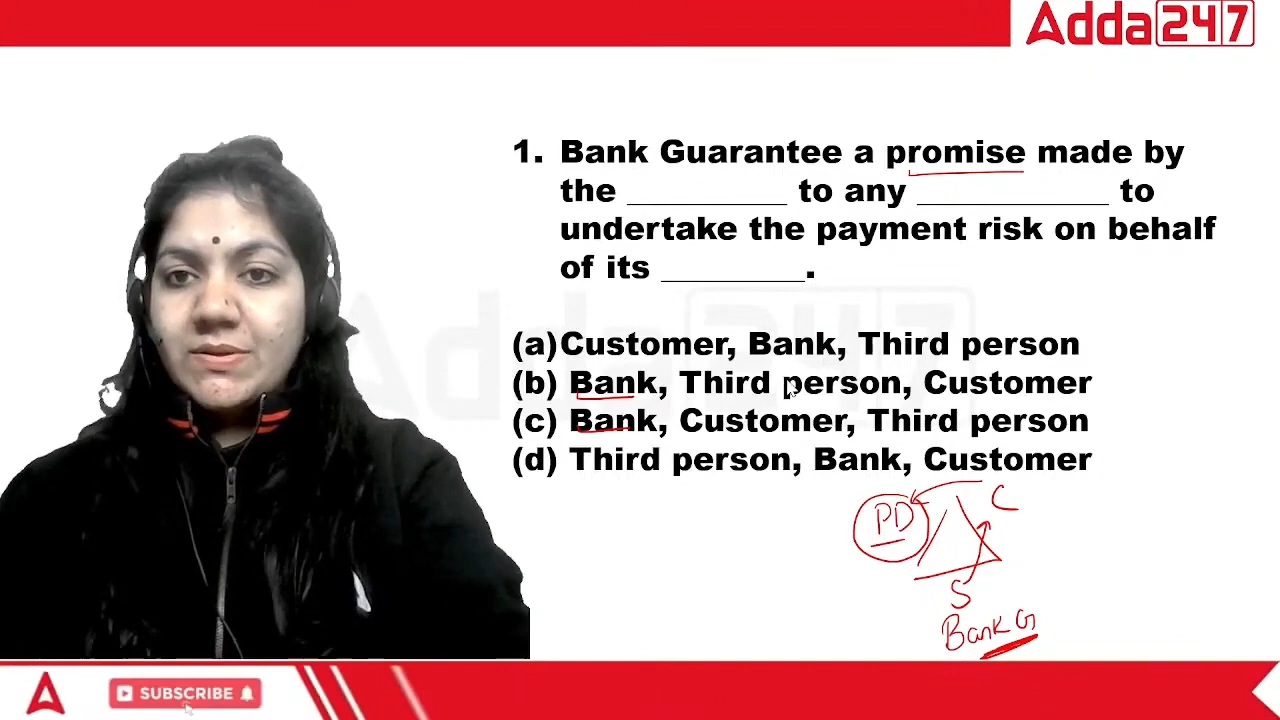 Adda247
1. Bank Guarantee a promise made by
the __________ to any ____________ to
undertake the payment risk on behalf
of its _________.
(a)Customer, Bank, Third person
(b) Bank, Third person, Customer
(c) Bank, Customer, Third person
(d) Third person, Bank, Customer
PD
C
S
Bank G
SUBSCRIBE